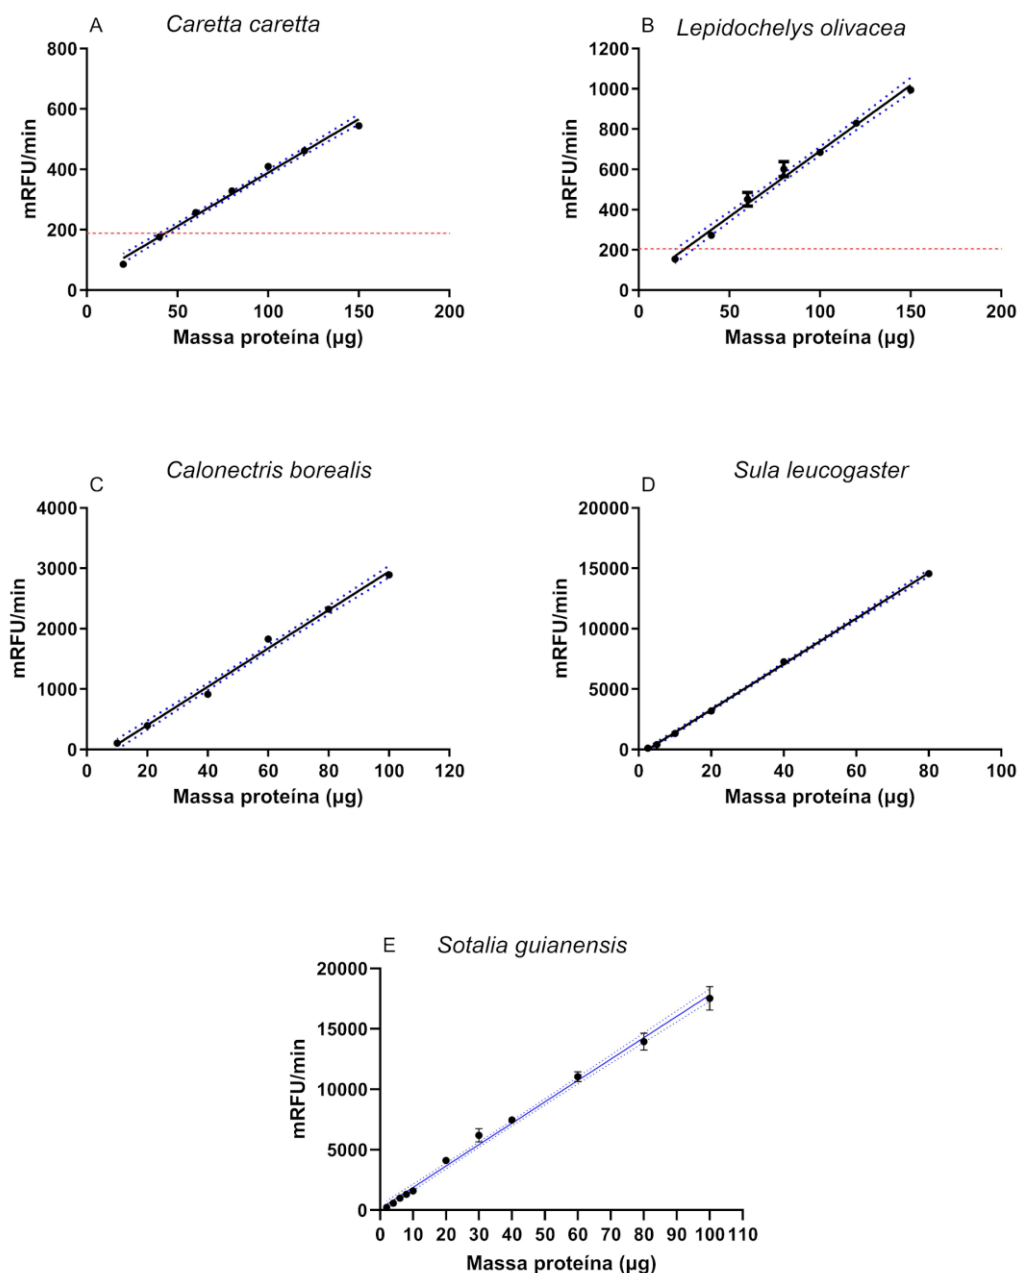 A Caretta caretta
800
600
400
200
0
mRFU/min
0 50 100 150 200
Massa proteína (µg)
B Lepidochelys olivacea
1200
1000
800
600
400
200
0
mRFU/min
0 50 100 150 200
Massa proteína (µg)
C Calonectris borealis
4000
3000
2000
1000
0
mRFU/min
0 20 40 60 80 100 120
Massa proteína (µg)
D Sula leucogaster
20000
15000
10000
5000
0
mRFU/min
0 20 40 60 80 100
Massa proteína (µg)
E Sotalia guianensis
20000
15000
10000
5000
0
mRFU/min
0 10 20 30 40 50 60 70 80 90 100 110
Massa proteína (µg)